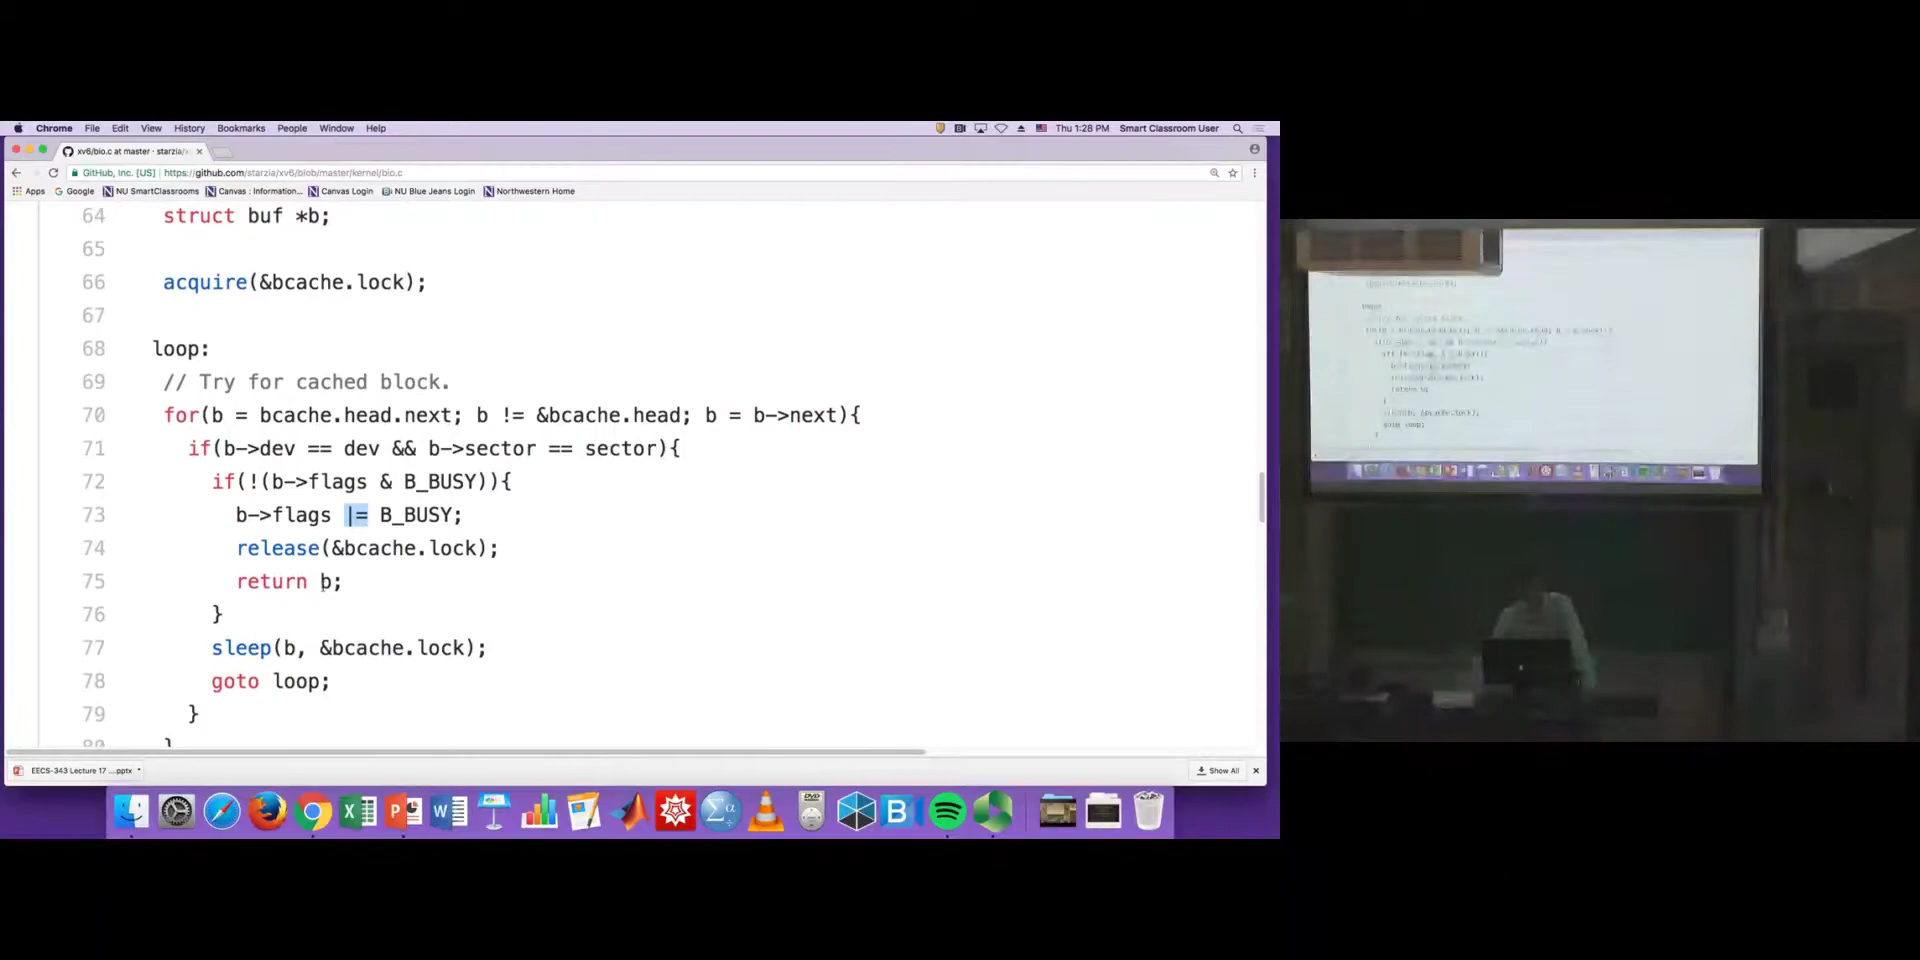 Chrome File Edit View History Bookmarks People Window Help Thu 1:28 PM Smart Classroom User
xv6/bio.c at master · starzia/x
GitHub, Inc. [US] https://github.com/starzia/xv6/blob/master/kernel/bio.c
Apps Google NU SmartClassrooms Canvas : Information... Canvas Login NU Blue Jeans Login Northwestern Home
64 struct buf *b;
65
66 acquire(&bcache.lock);
67
68 loop:
69 // Try for cached block.
70 for(b = bcache.head.next; b != &bcache.head; b = b->next){
71 if(b->dev == dev && b->sector == sector){
72 if(!(b->flags & B_BUSY)){
73 b->flags |= B_BUSY;
74 release(&bcache.lock);
75 return b;
76 }
77 sleep(b, &bcache.lock);
78 goto loop;
79 }
80 }
EECS-343 Lecture 17 ....pptx Show All